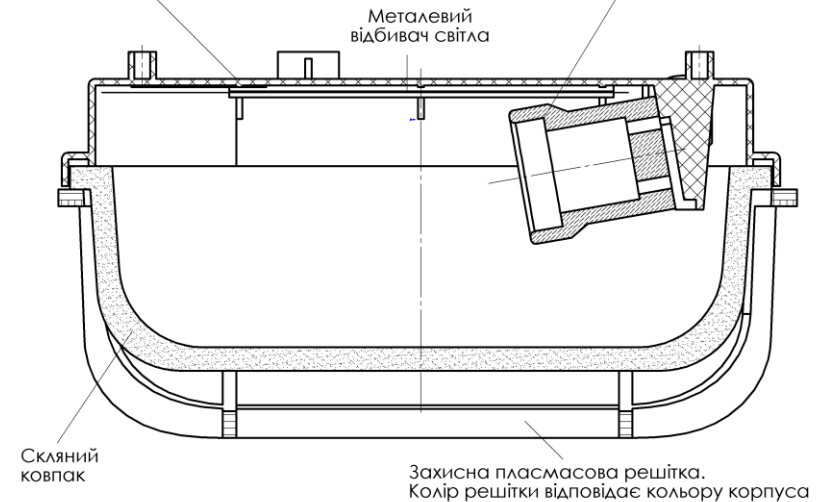 Металевий
відбивач світла
Скляний
ковпак
Захисна пласмасова решітка.
Колір решітки відповідає кольору корпуса